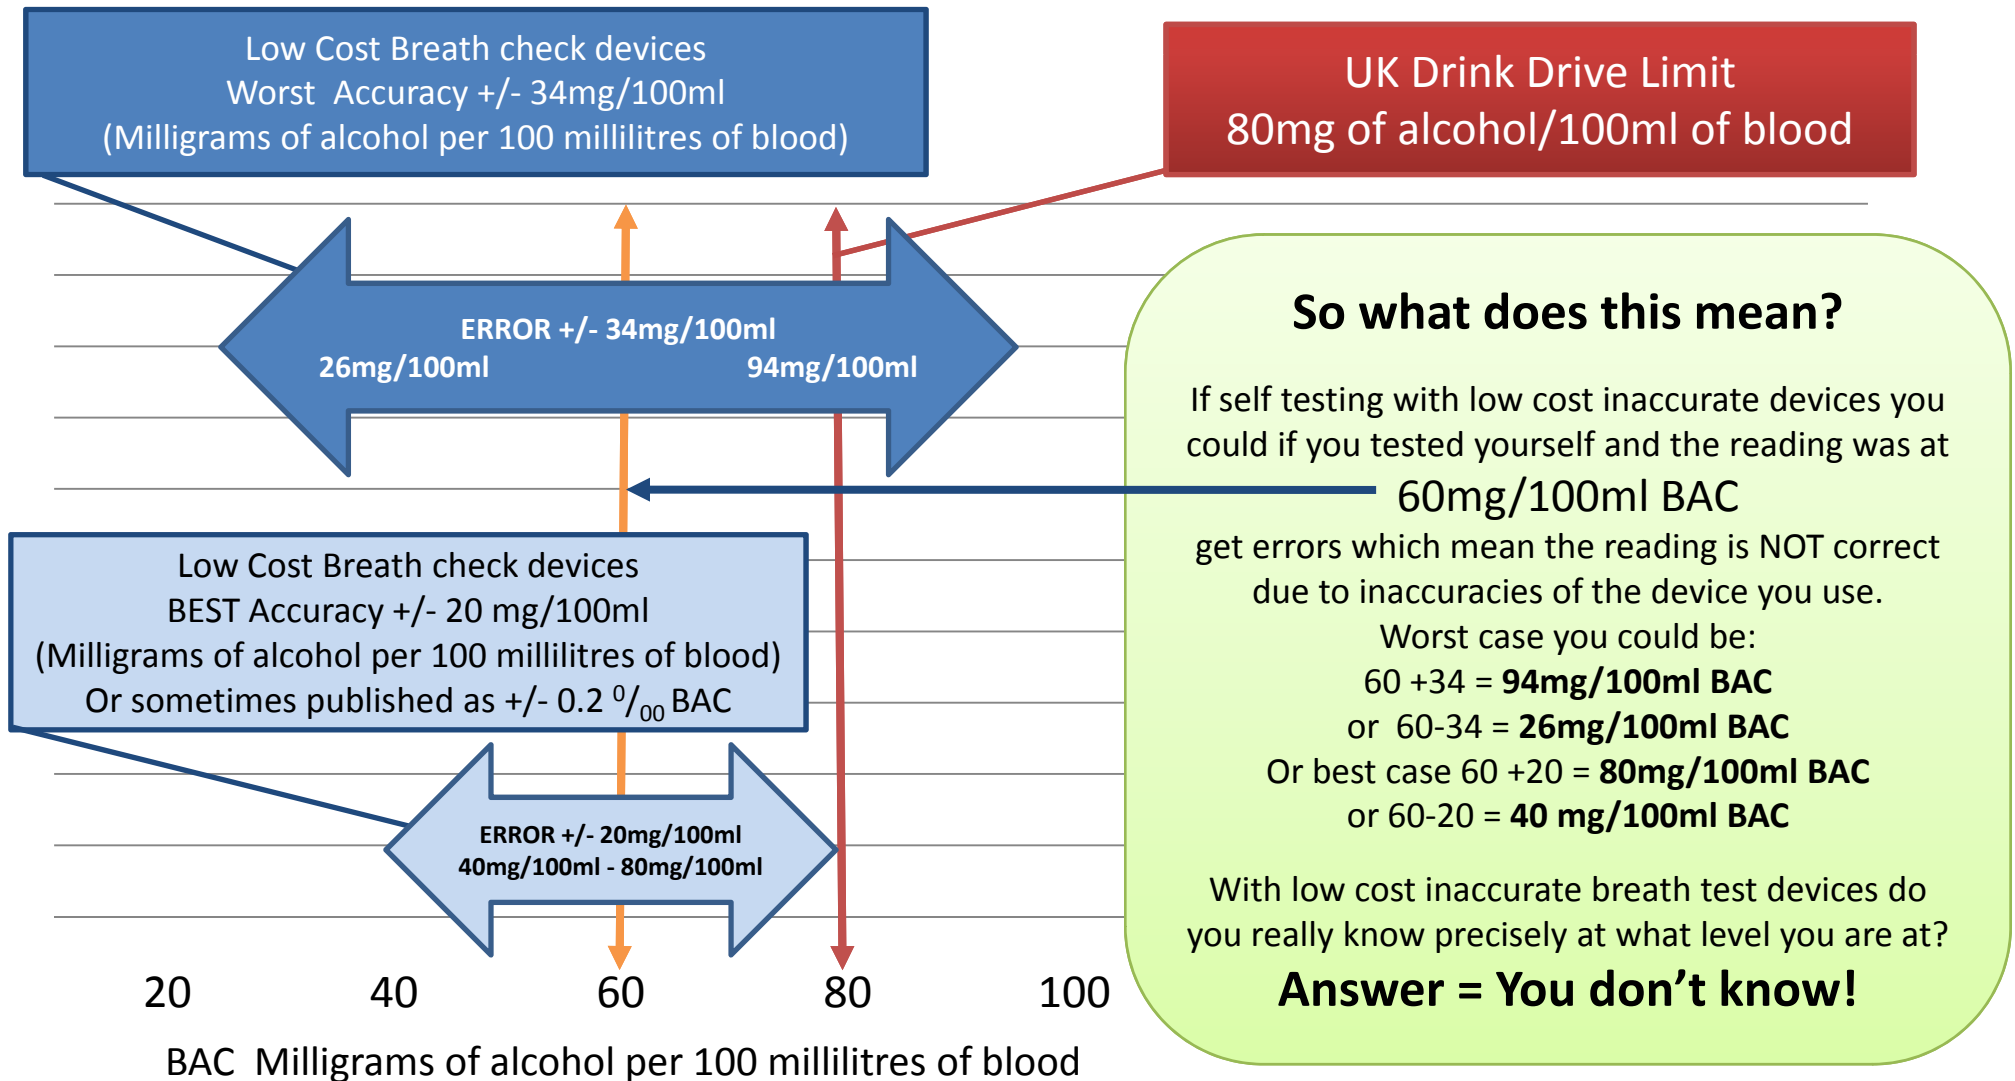 Low Cost Breath check devices
Worst  Accuracy +/- 34mg/100ml
(Milligrams of alcohol per 100 millilitres of blood)
UK Drink Drive Limit
80mg of alcohol/100ml of blood
ERROR +/- 34mg/100ml
26mg/100ml
94mg/100ml
Low Cost Breath check devices
BEST Accuracy +/- 20 mg/100ml
(Milligrams of alcohol per 100 millilitres of blood)
Or sometimes published as +/- 0.2 ⁰/₀₀ BAC
ERROR +/- 20mg/100ml
40mg/100ml - 80mg/100ml
20
40
60
80
100
BAC  Milligrams of alcohol per 100 millilitres of blood
So what does this mean?
If self testing with low cost inaccurate devices you
could if you tested yourself and the reading was at
60mg/100ml BAC
get errors which mean the reading is NOT correct
due to inaccuracies of the device you use.
Worst case you could be:
60 +34 = 94mg/100ml BAC
or  60-34 = 26mg/100ml BAC
Or best case 60 +20 = 80mg/100ml BAC
or 60-20 = 40 mg/100ml BAC
With low cost inaccurate breath test devices do
you really know precisely at what level you are at?
Answer = You don’t know!